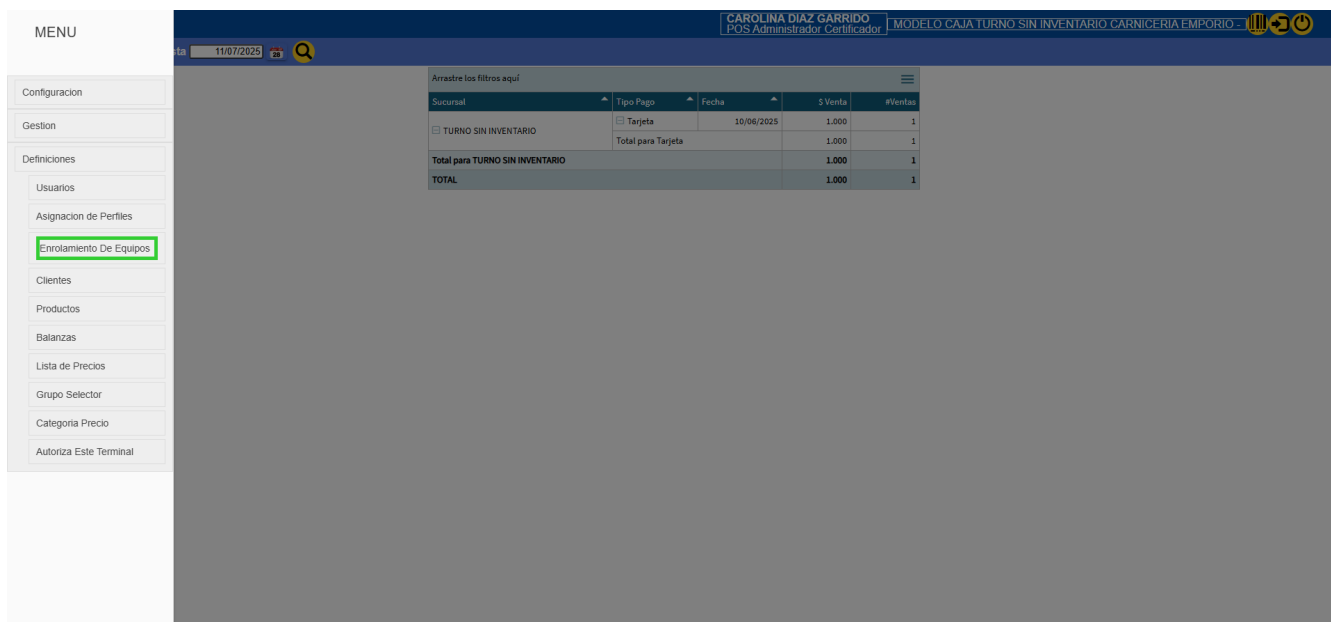 MENU
CAROLINA DIAZ GARRIDO
POS Administrador Certificador
MODELO CAJA TURNO SIN INVENTARIO CARNICERIA EMPORIO -
sta 11/07/2025 28
Configuracion
Gestion
Definiciones
Usuarios
Asignacion de Perfiles
Enrolamiento De Equipos
Clientes
Productos
Balanzas
Lista de Precios
Grupo Selector
Categoria Precio
Autoriza Este Terminal
Arrastre los filtros aquí
Sucursal Tipo Pago Fecha $ Venta #Ventas
TURNO SIN INVENTARIO Tarjeta 10/06/2025 1.000 1
Total para Tarjeta 1.000 1
Total para TURNO SIN INVENTARIO 1.000 1
TOTAL 1.000 1